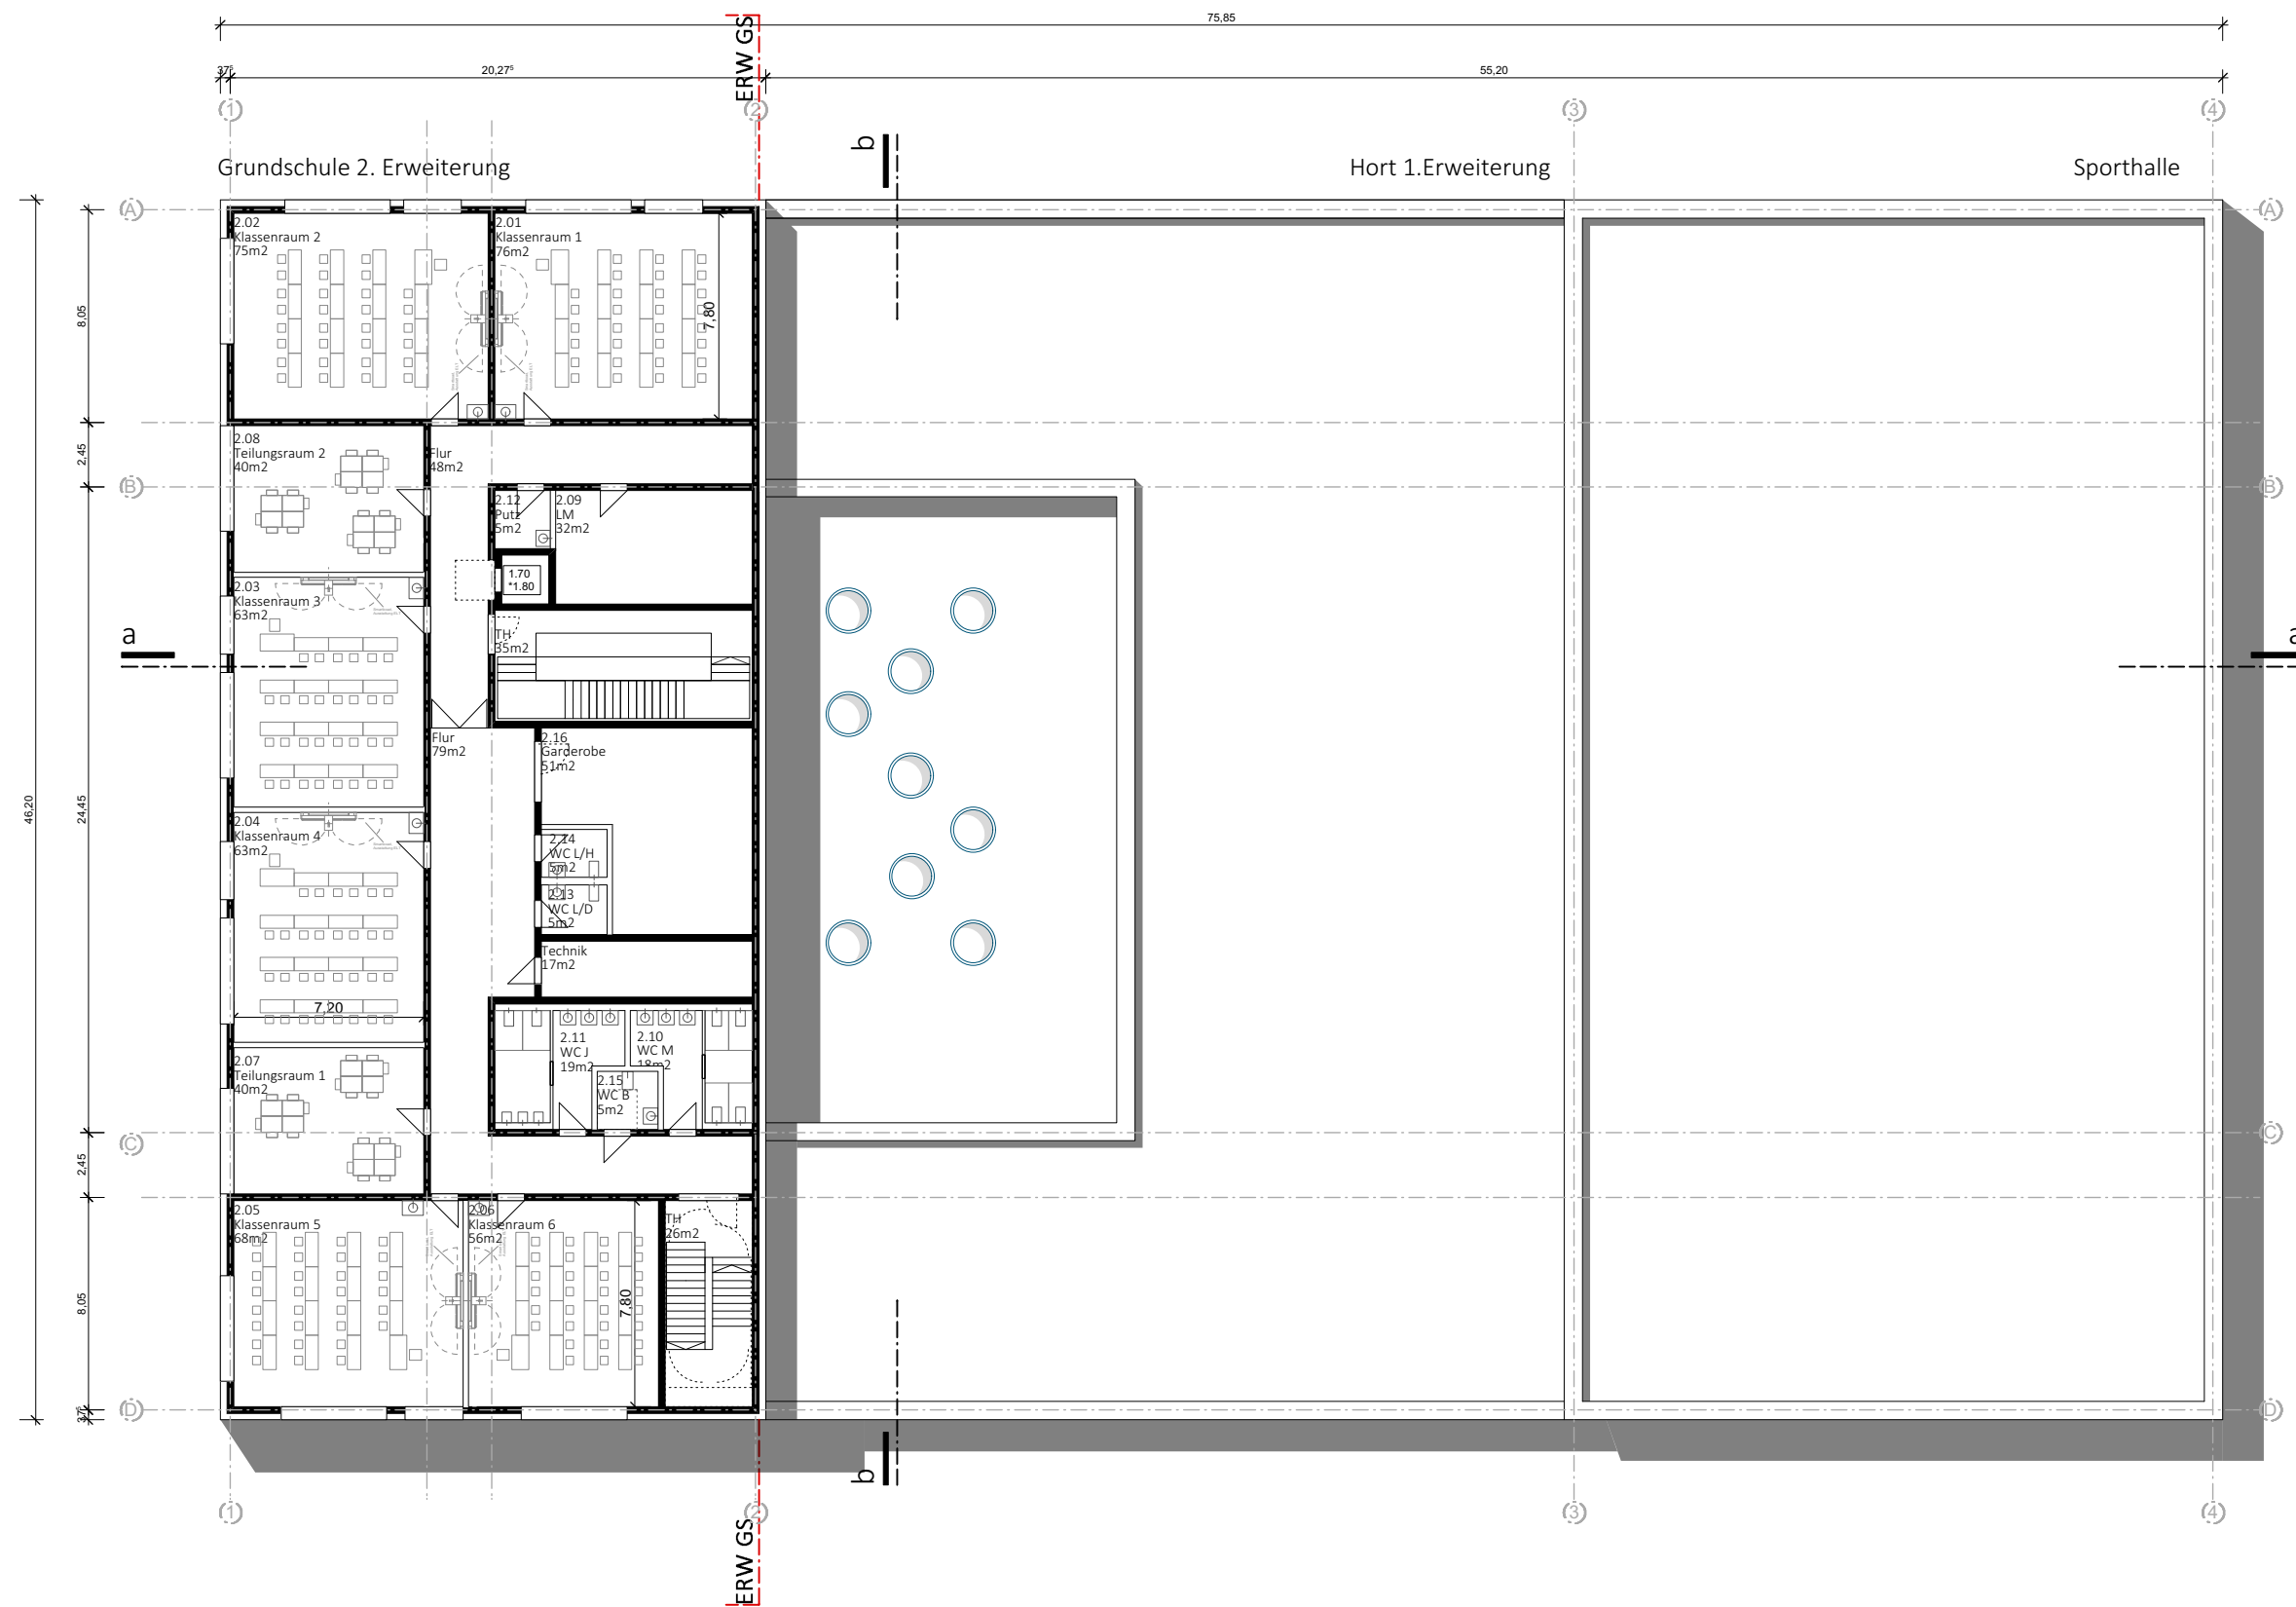 75,85
37⁵
20,27⁵
55,20
ERW GS
1
2
3
4
b
Grundschule 2. Erweiterung
Hort 1.Erweiterung
Sporthalle
A
A
2.02
Klassenraum 2
75m2
2.01
Klassenraum 1
76m2
8,05
7,80
2.08
Teilungsraum 2
40m2
Flur
48m2
2,45
B
B
2.12
Putz
5m2
2.09
LM
32m2
1.70
*1.80
2.03
Klassenraum 3
63m2
a
a
TH
35m2
Flur
79m2
2.16
Garderobe
51m2
46,20
24,45
2.04
Klassenraum 4
63m2
2.14
WC L/H
5m2
2.13
WC L/D
5m2
Technik
17m2
7,20
2.11
WC J
19m2
2.10
WC M
18m2
2.15
WC B
5m2
2.07
Teilungsraum 1
40m2
C
C
2,45
2.05
Klassenraum 5
68m2
2.06
Klassenraum 6
56m2
TH
26m2
8,05
7,80
37⁵
D
D
b
1
2
3
4
ERW GS